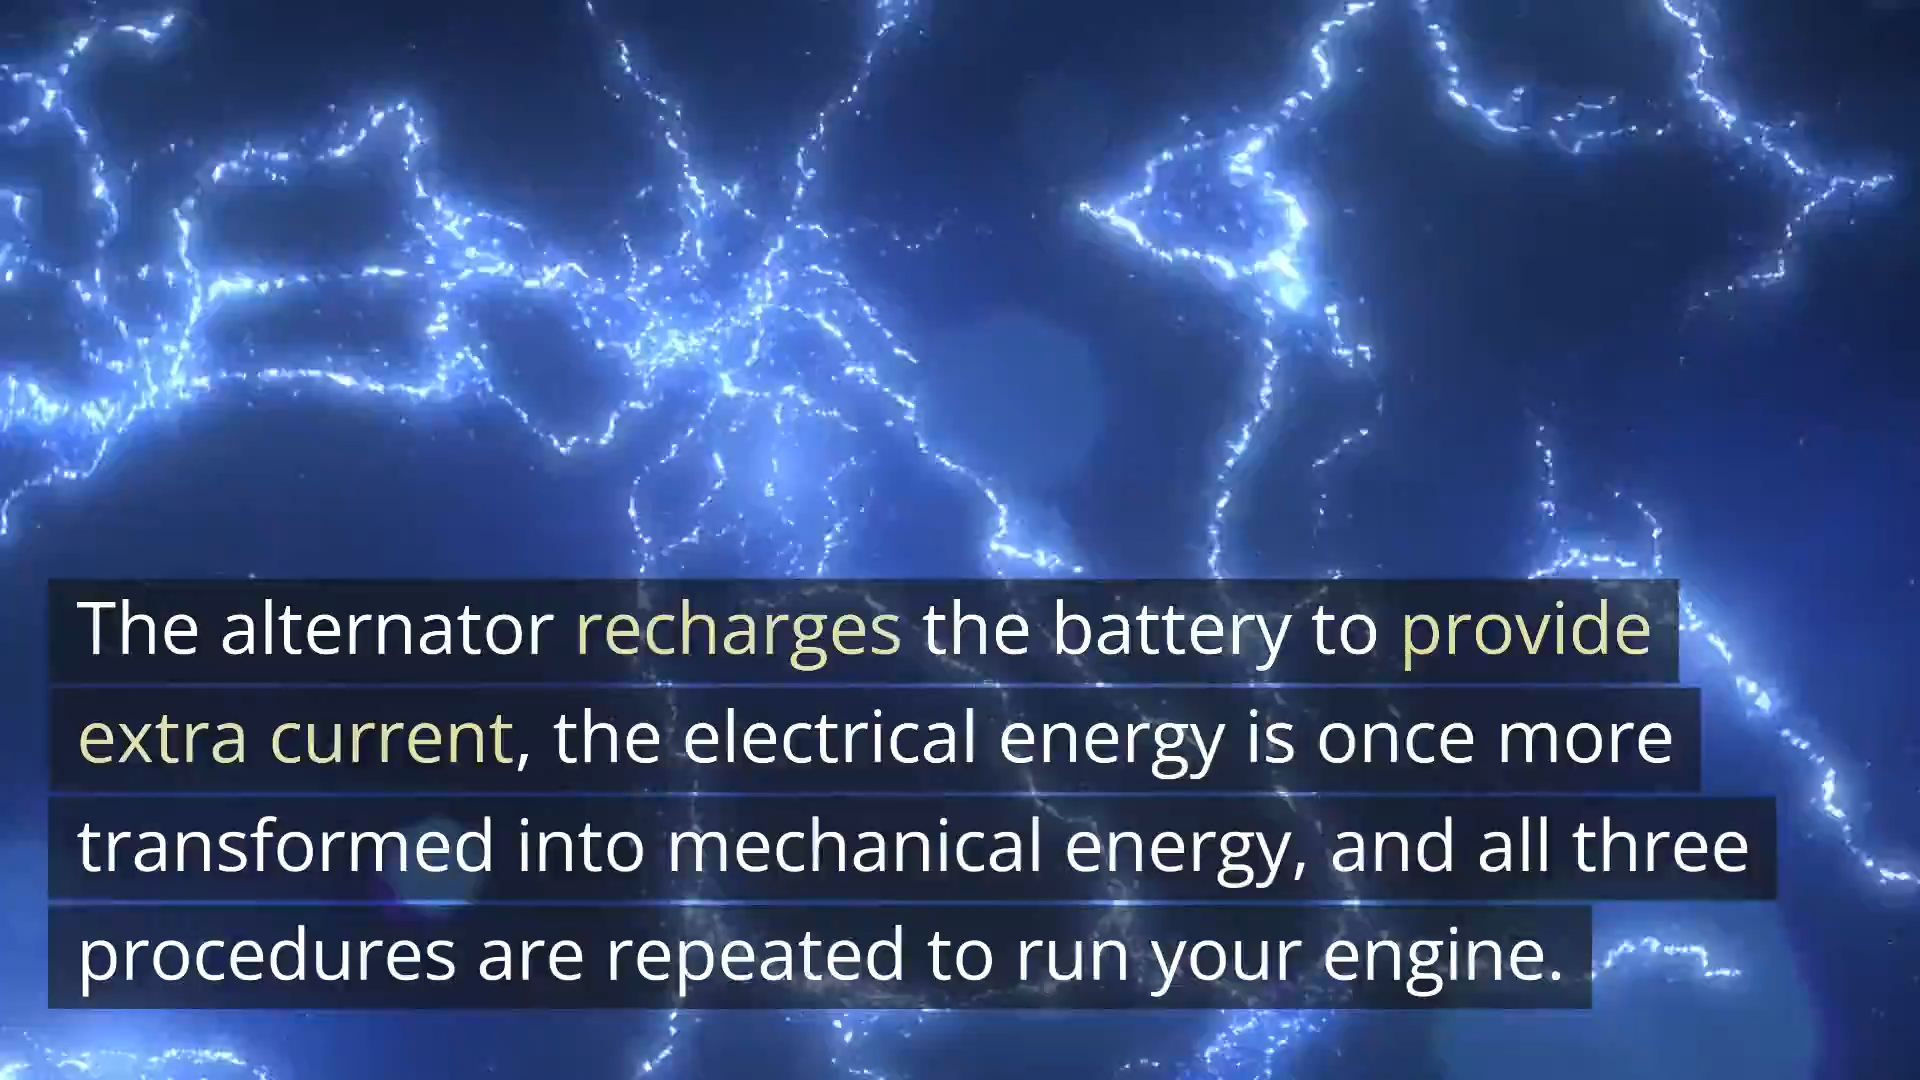 The alternator recharges the battery to provide
extra current, the electrical energy is once more
transformed into mechanical energy, and all three
procedures are repeated to run your engine.